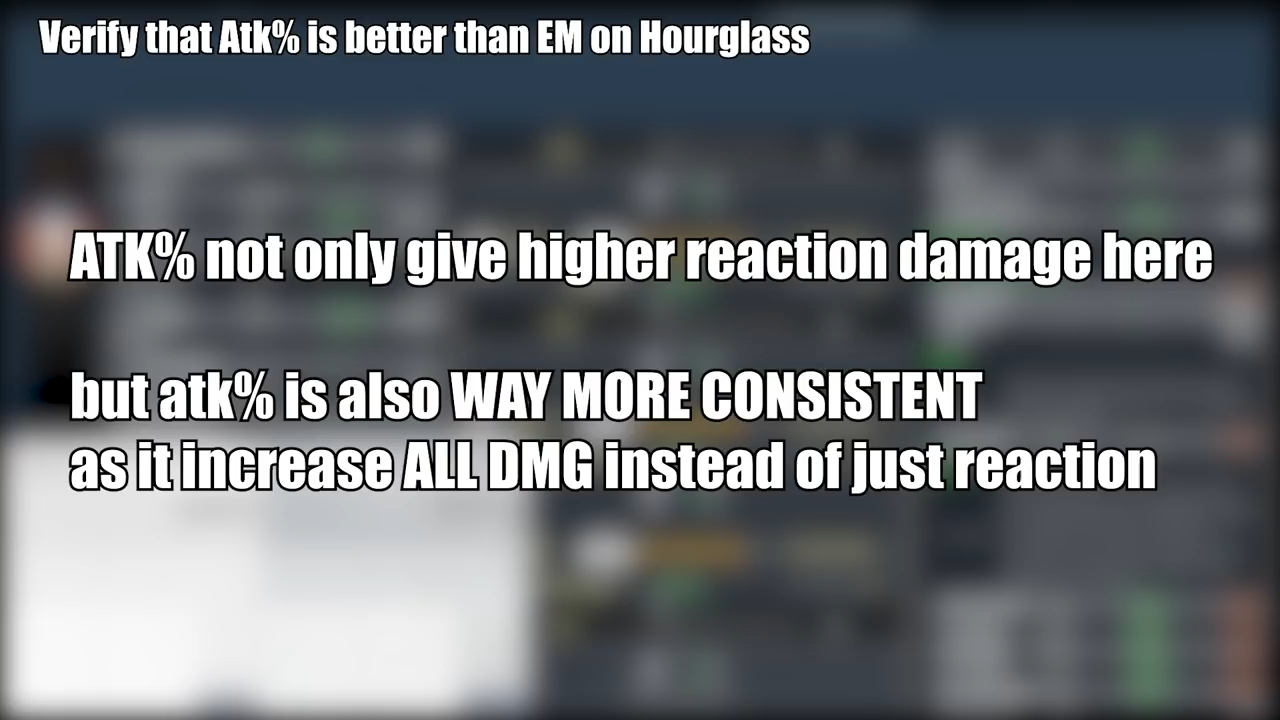 Verify that Atk% is better than EM on Hourglass
ATK% not only give higher reaction damage here
but atk% is also WAY MORE CONSISTENT
as it increase ALL DMG instead of just reaction